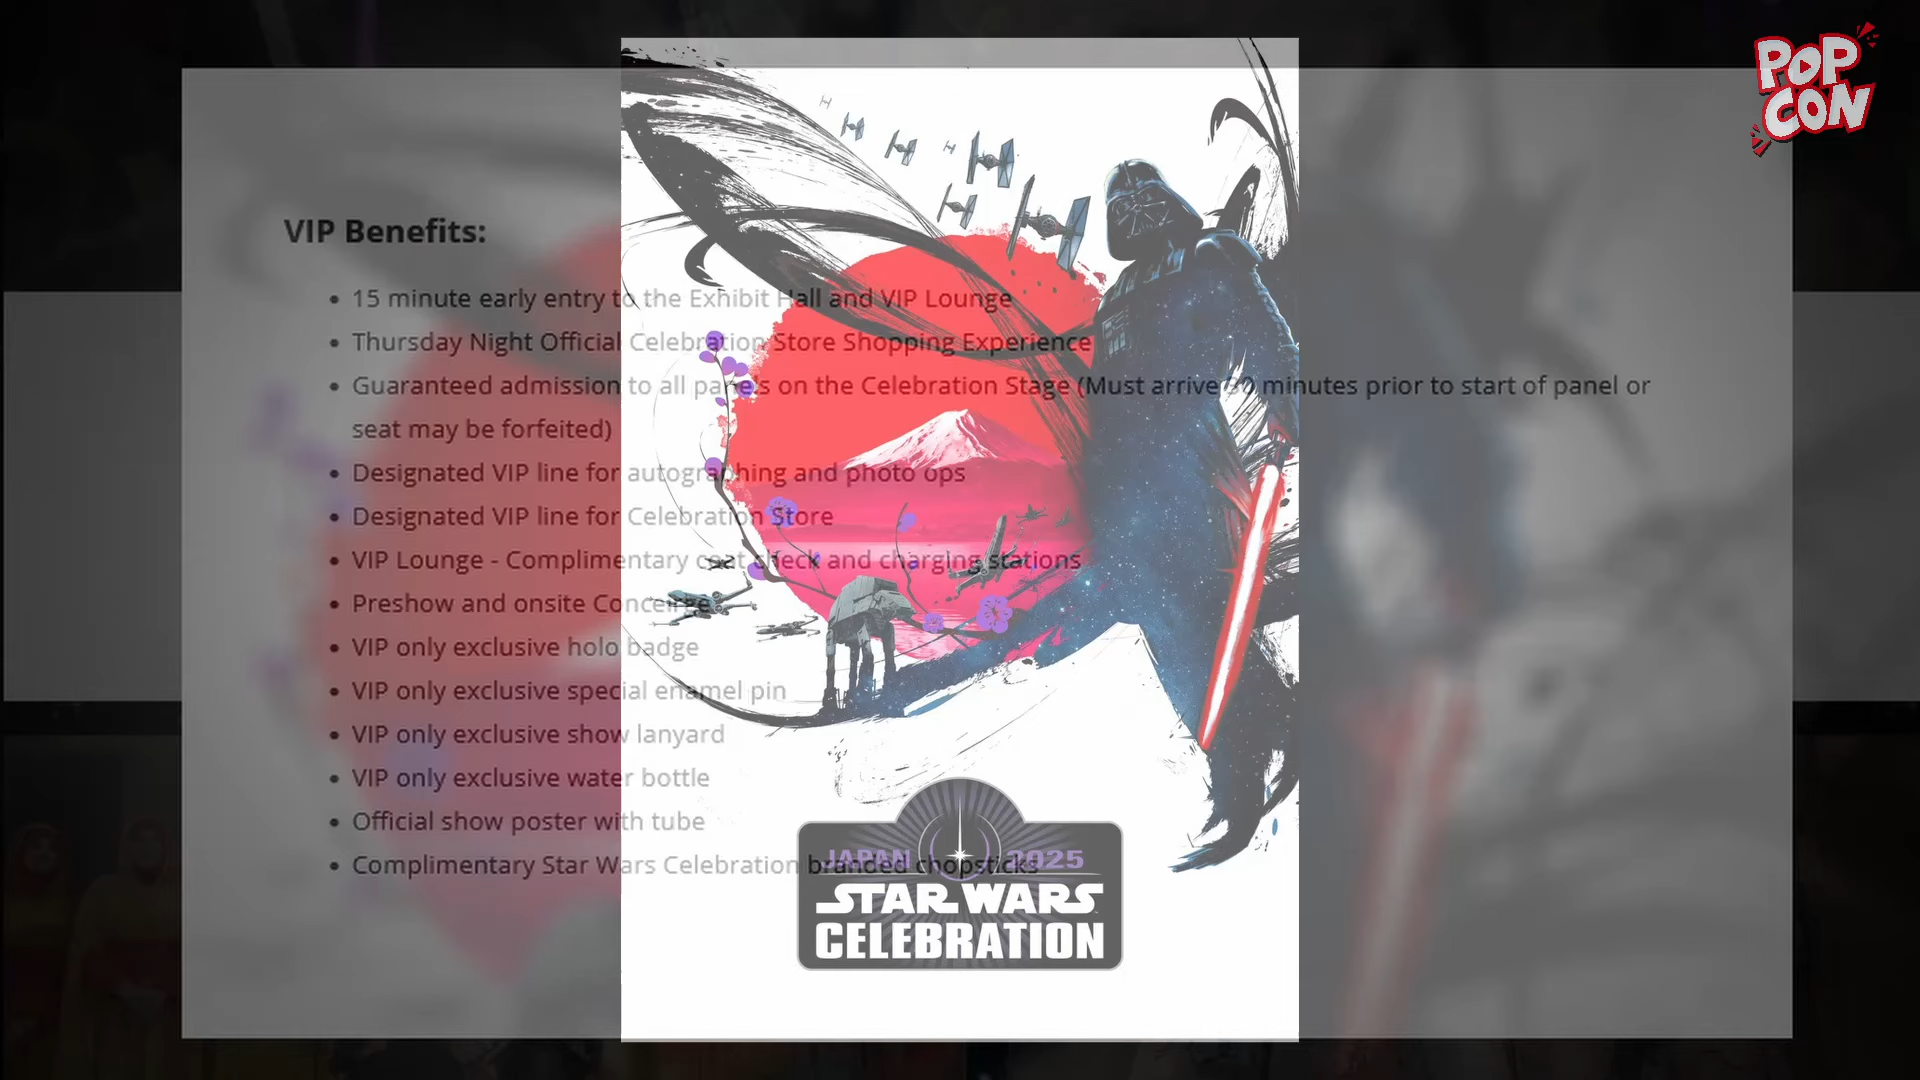 POP
CON
VIP Benefits:
• 15 minute early entry to the Exhibit Hall and VIP Lounge
• Thursday Night Official Celebration Store Shopping Experience
• Guaranteed admission to all panels on the Celebration Stage (Must arrive 30 minutes prior to start of panel or
seat may be forfeited)
• Designated VIP line for autographing and photo ops
• Designated VIP line for Celebration Store
• VIP Lounge - Complimentary coat check and charging stations
• Preshow and onsite Conceirge
• VIP only exclusive holo badge
• VIP only exclusive special enamel pin
• VIP only exclusive show lanyard
• VIP only exclusive water bottle
• Official show poster with tube
• Complimentary Star Wars Celebration branded chopsticks
JAPAN 2025
STAR WARS
CELEBRATION